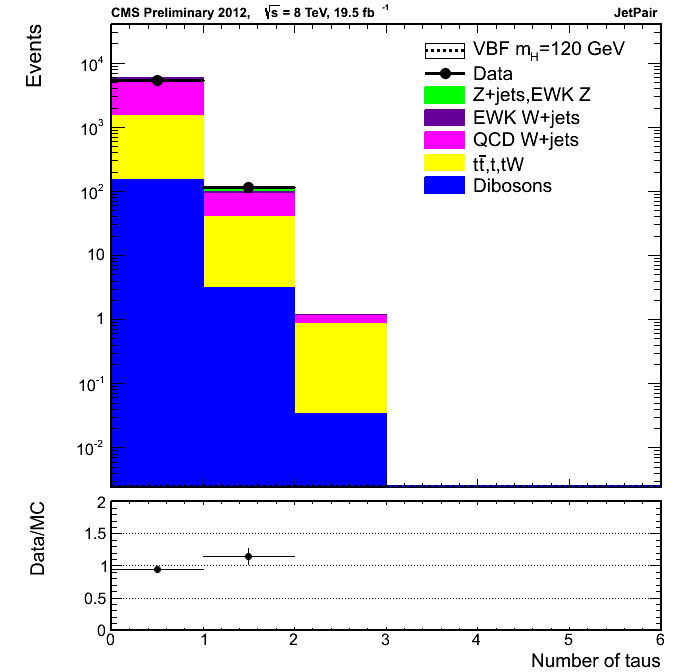 CMS Preliminary 2012, √s = 8 TeV, 19.5 fb⁻¹ JetPair
Events
VBF m_H=120 GeV
Data
Z+jets,EWK Z
EWK W+jets
QCD W+jets
tt̄,t,tW
Dibosons
10⁴
10³
10²
10
1
10⁻¹
10⁻²
Data/MC
2
1.5
1
0.5
0
0 1 2 3 4 5 6
Number of taus